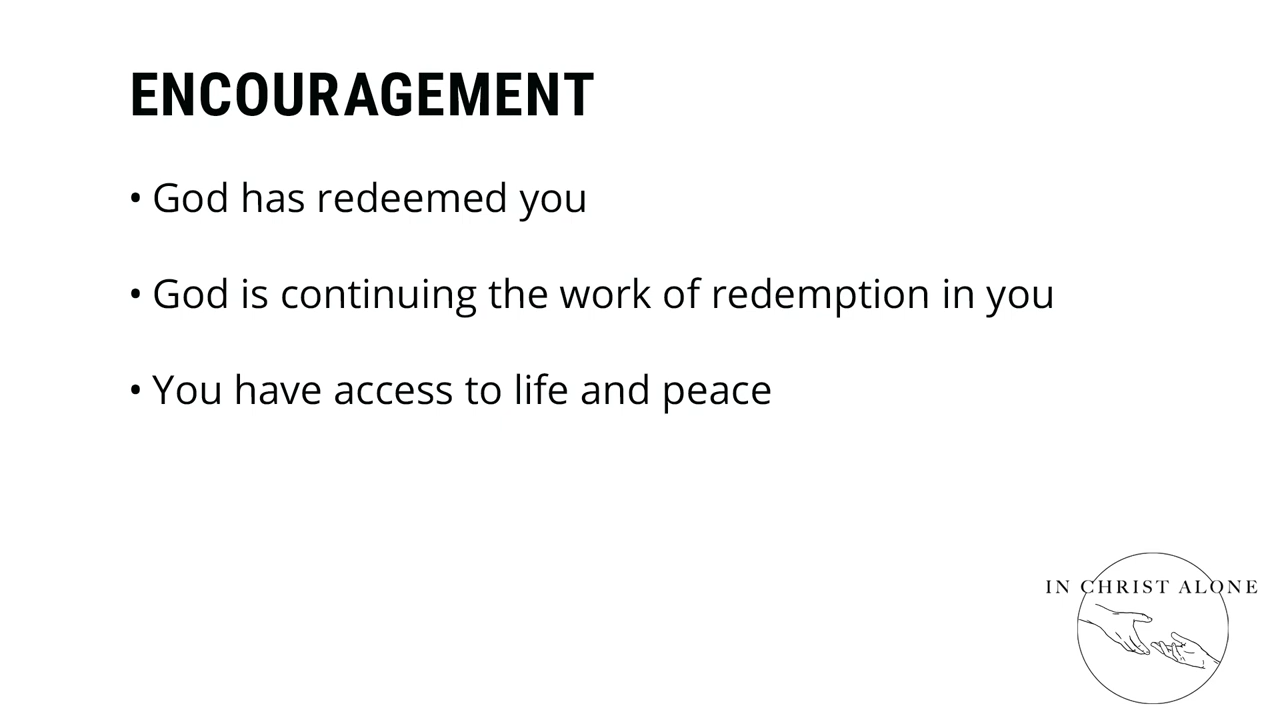 ENCOURAGEMENT
• God has redeemed you
• God is continuing the work of redemption in you
• You have access to life and peace
IN CHRIST ALONE